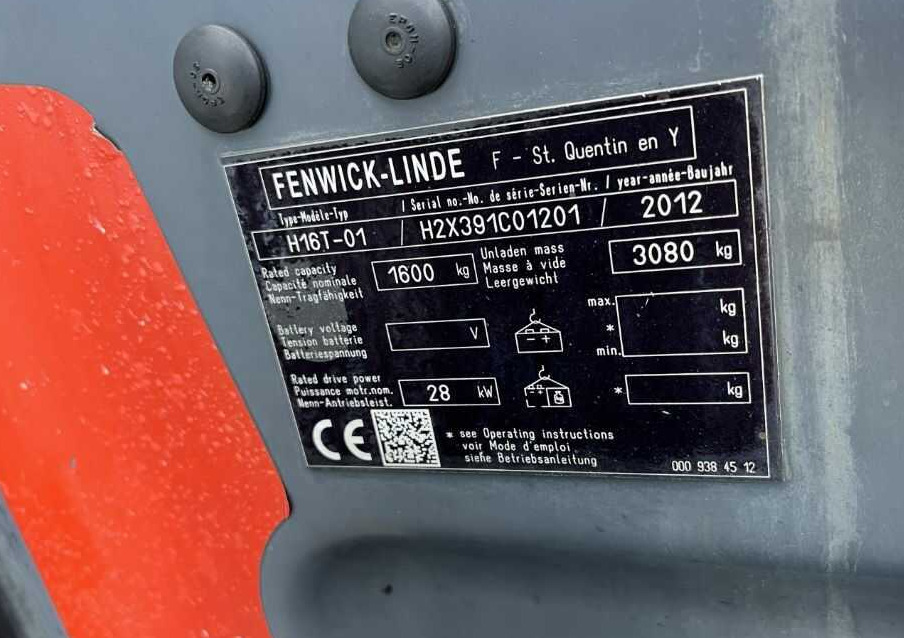 FENWICK-LINDE F - St. Quentin en Y
Type-Modèle-Typ / Serial no.-No. de série-Serien-Nr. / year-année-Baujahr
H16T-01 / H2X391C01201 / 2012
Rated capacity
Capacité nominale
Nenn-Tragfähigkeit
1600 kg
Unladen mass
Masse à vide
Leergewicht
3080 kg
Battery voltage
Tension batterie
Batteriespannung
V
- +
max.
*
min.
kg
kg
Rated drive power
Puissance motr.nom.
Nenn-Antriebsleist.
28 kW
- +
* kg
CE
* see Operating instructions
voir Mode d'emploi
siehe Betriebsanleitung
000 938 45 12